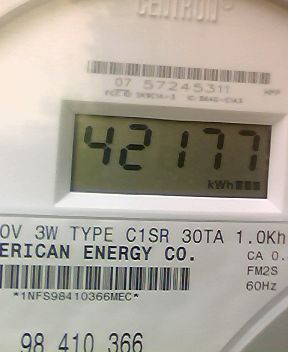 CENTRON
07 57245311
42177
kWh
0V 3W TYPE C1SR 30TA 1.0Kh
ERICAN ENERGY CO.
CA 0.
FM2S
60Hz
*1NFS98410366MEC*
98 410 366